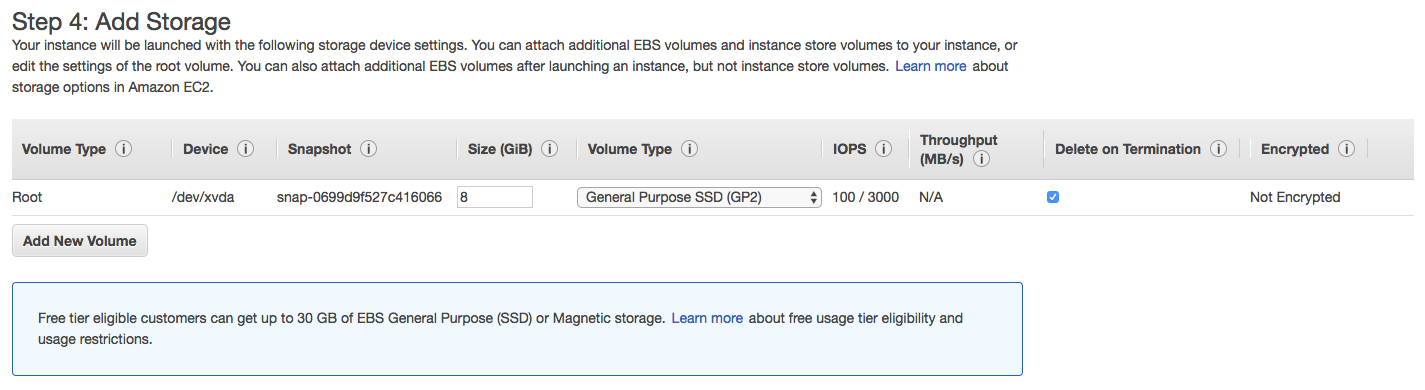 Step 4: Add Storage
Your instance will be launched with the following storage device settings. You can attach additional EBS volumes and instance store volumes to your instance, or
edit the settings of the root volume. You can also attach additional EBS volumes after launching an instance, but not instance store volumes. Learn more about
storage options in Amazon EC2.
Volume Type i Device i Snapshot i Size (GiB) i Volume Type i IOPS i Throughput (MB/s) i Delete on Termination i Encrypted i
Root /dev/xvda snap-0699d9f527c416066 8 General Purpose SSD (GP2) 100 / 3000 N/A Not Encrypted
Add New Volume
Free tier eligible customers can get up to 30 GB of EBS General Purpose (SSD) or Magnetic storage. Learn more about free usage tier eligibility and
usage restrictions.